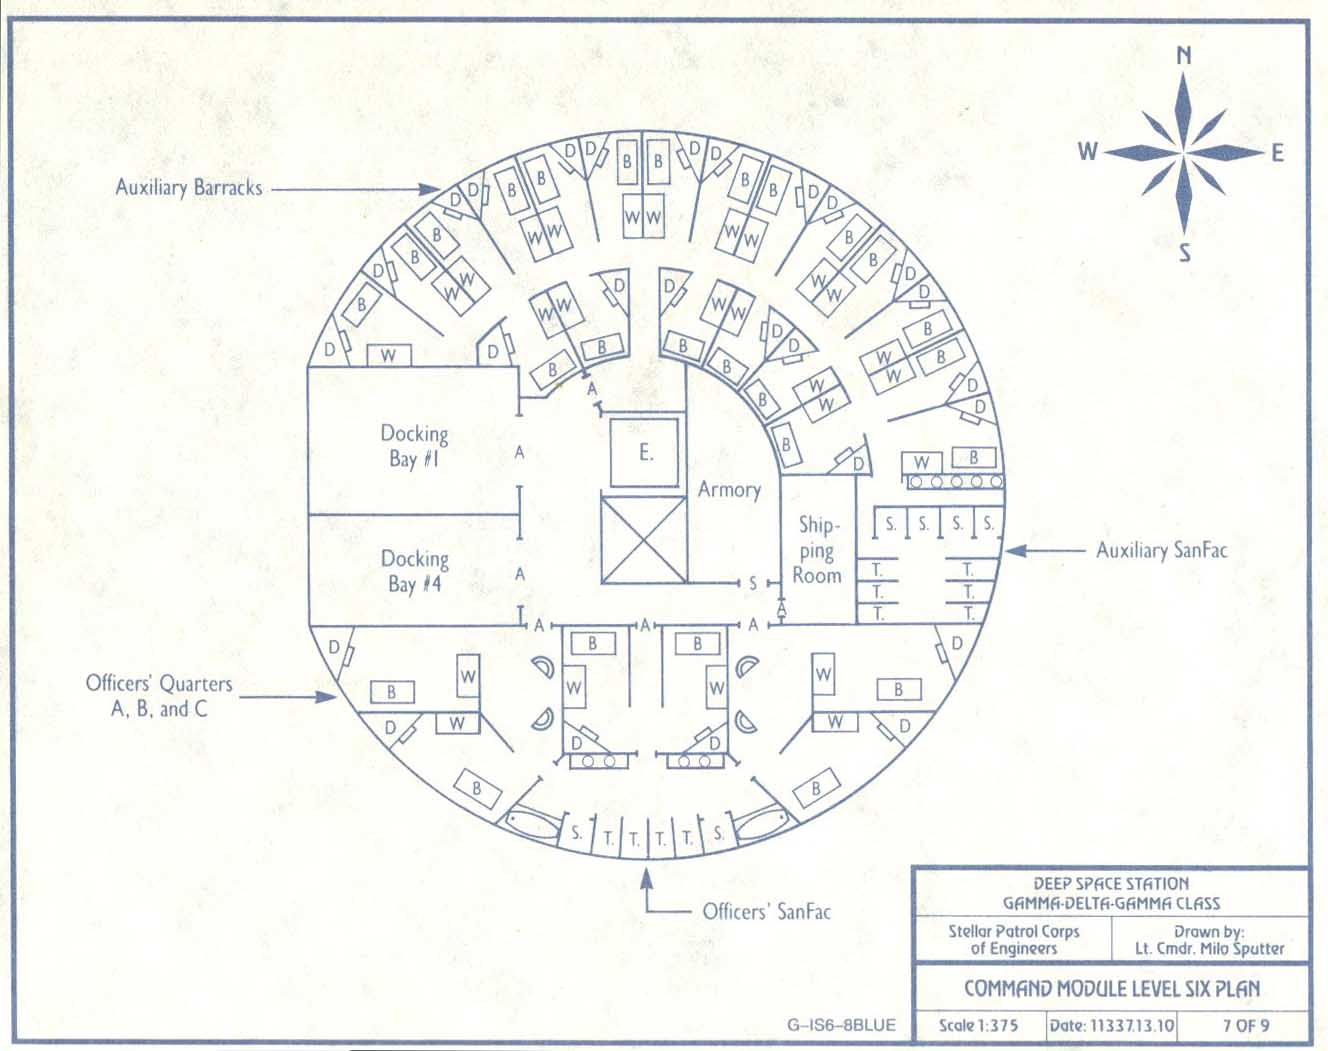 N
W E
S
Auxiliary Barracks
D D B B D D
D D B B B B D D
W W
W W W W
B B B B
D W W W W D
D
B W W D D W W D B
D W D B B B B D W W B
W B
A B W W D
D
B
Docking
Bay #1
A
E.
B D W B
Armory
Ship-
ping
Room
S. S. S. S.
Auxiliary SanFac
Docking
Bay #4
A
S
A
T. T.
T. T.
T. T.
A A A
D B B D
Officers' Quarters
A, B, and C
B W W W W B
D W W D
D D
B B
S. T. T. T. T. S.
Officers' SanFac
DEEP SPACE STATION
GAMMA-DELTA-GAMMA CLASS
Stellar Patrol Corps
of Engineers
Drawn by:
Lt. Cmdr. Milo Sputter
COMMAND MODULE LEVEL SIX PLAN
G-IS6-8BLUE
Scale 1:375 Date: 11337.13.10 7 OF 9